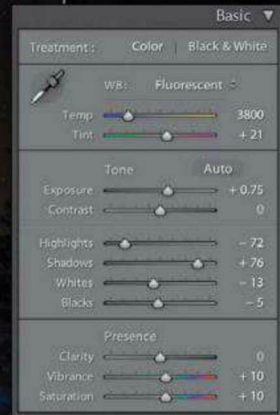 Basic
Treatment : Color | Black & White
WB: Fluorescent
Temp 3800
Tint + 21
Tone Auto
Exposure + 0.75
Contrast 0
Highlights − 72
Shadows + 76
Whites − 13
Blacks − 5
Presence
Clarity 0
Vibrance + 10
Saturation + 10